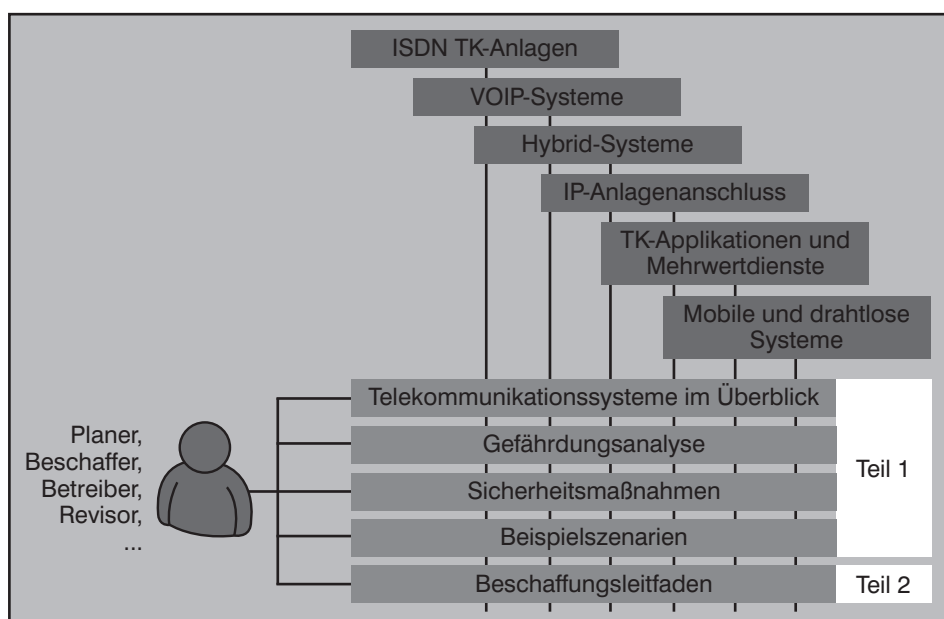 ISDN TK-Anlagen
VOIP-Systeme
Hybrid-Systeme
IP-Anlagenanschluss
TK-Applikationen und
Mehrwertdienste
Mobile und drahtlose
Systeme
Planer,
Beschaffer,
Betreiber,
Revisor,
...
Telekommunikationssysteme im Überblick
Gefährdungsanalyse
Sicherheitsmaßnahmen
Beispielszenarien
Teil 1
Beschaffungsleitfaden
Teil 2